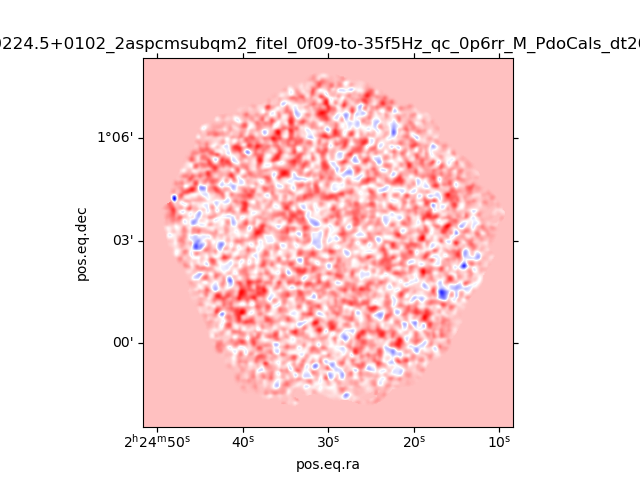 0224.5+0102_2aspcmsubqm2_fitel_0f09-to-35f5Hz_qc_0p6rr_M_PdoCals_dt20
1°06'
03'
00'
pos.eq.dec
2ʰ24ᵐ50ˢ 40ˢ 30ˢ 20ˢ 10ˢ
pos.eq.ra